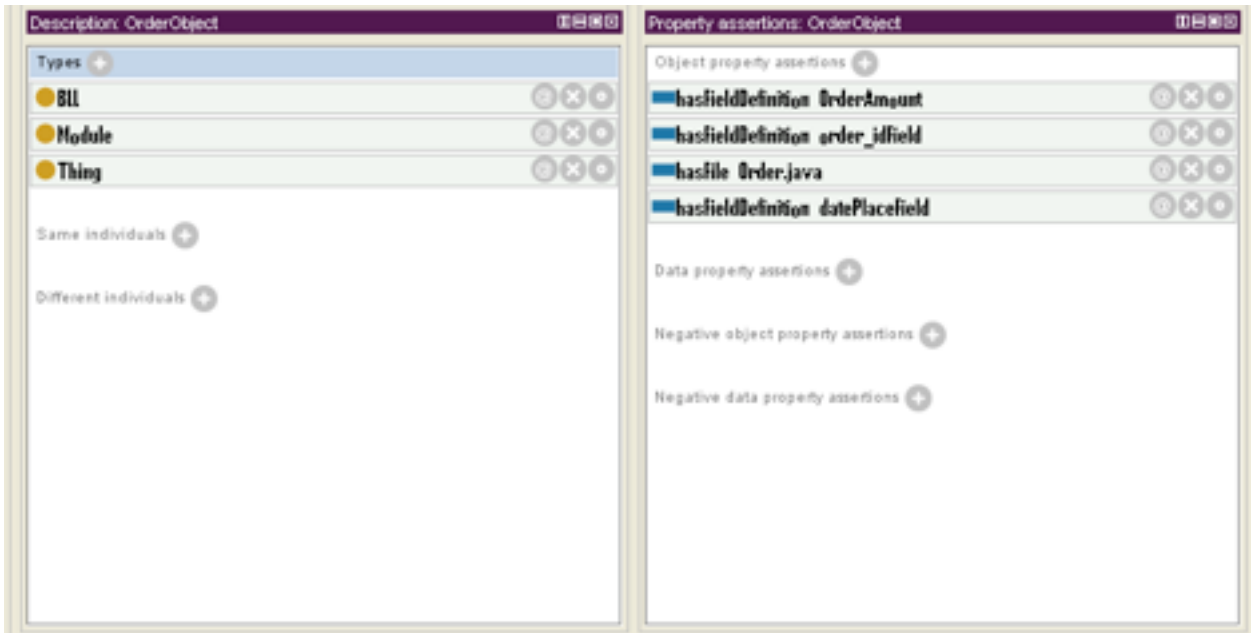 Description: OrderObject
Types
Bll
Module
Thing
Same individuals
Different individuals
Property assertions: OrderObject
Object property assertions
hasfieldDefinition OrderAmount
hasfieldDefinition order_idfield
hasfile Order.java
hasfieldDefinition datePlacefield
Data property assertions
Negative object property assertions
Negative data property assertions